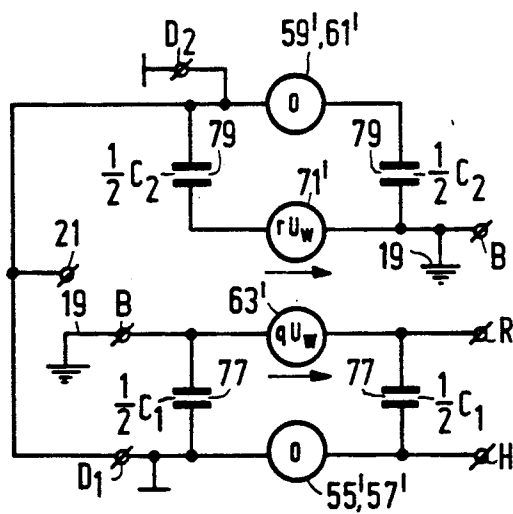 D2
59',61'
0
1/2 C2
79
79
1/2 C2
71'
rUw
21
19
B
19
B
63'
qUw
R
1/2 C1
77
77
1/2 C1
0
D1
H
55',57'